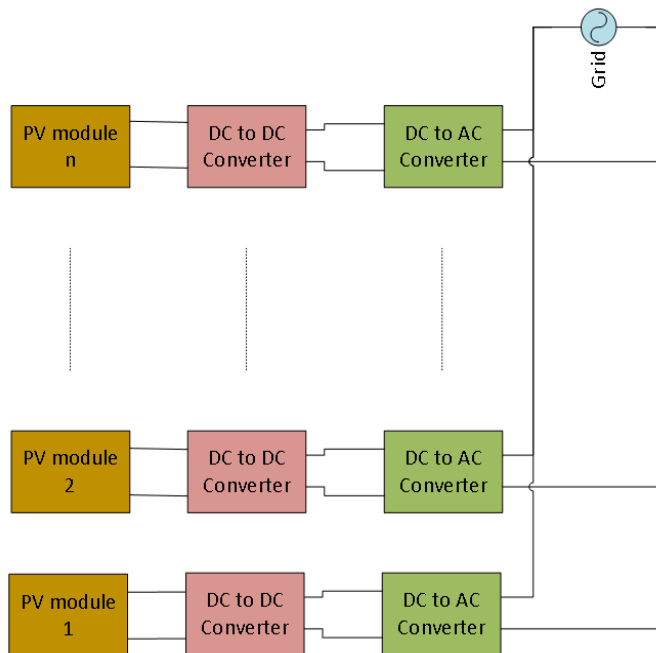 Grid
PV module
n
DC to DC
Converter
DC to AC
Converter
PV module
2
DC to DC
Converter
DC to AC
Converter
PV module
1
DC to DC
Converter
DC to AC
Converter